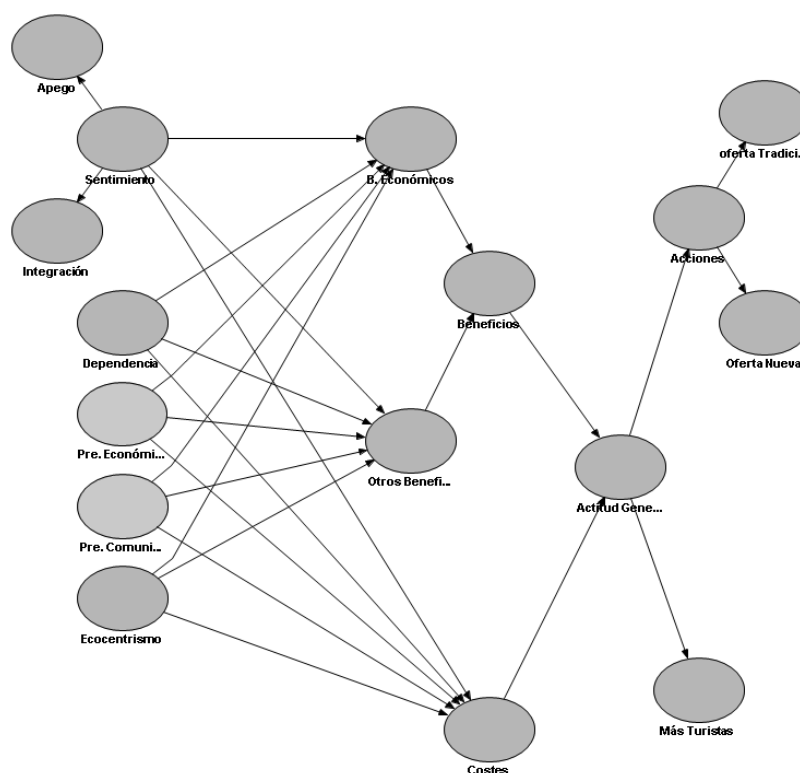 Apego
oferta Tradici...
Sentimiento
B. Económicos
Acciones
Integración
Beneficios
Dependencia
Oferta Nueva
Pre. Económi...
Otros Benefi...
Actitud Gene...
Pre. Comuni...
Ecocentrismo
Más Turistas
Costes